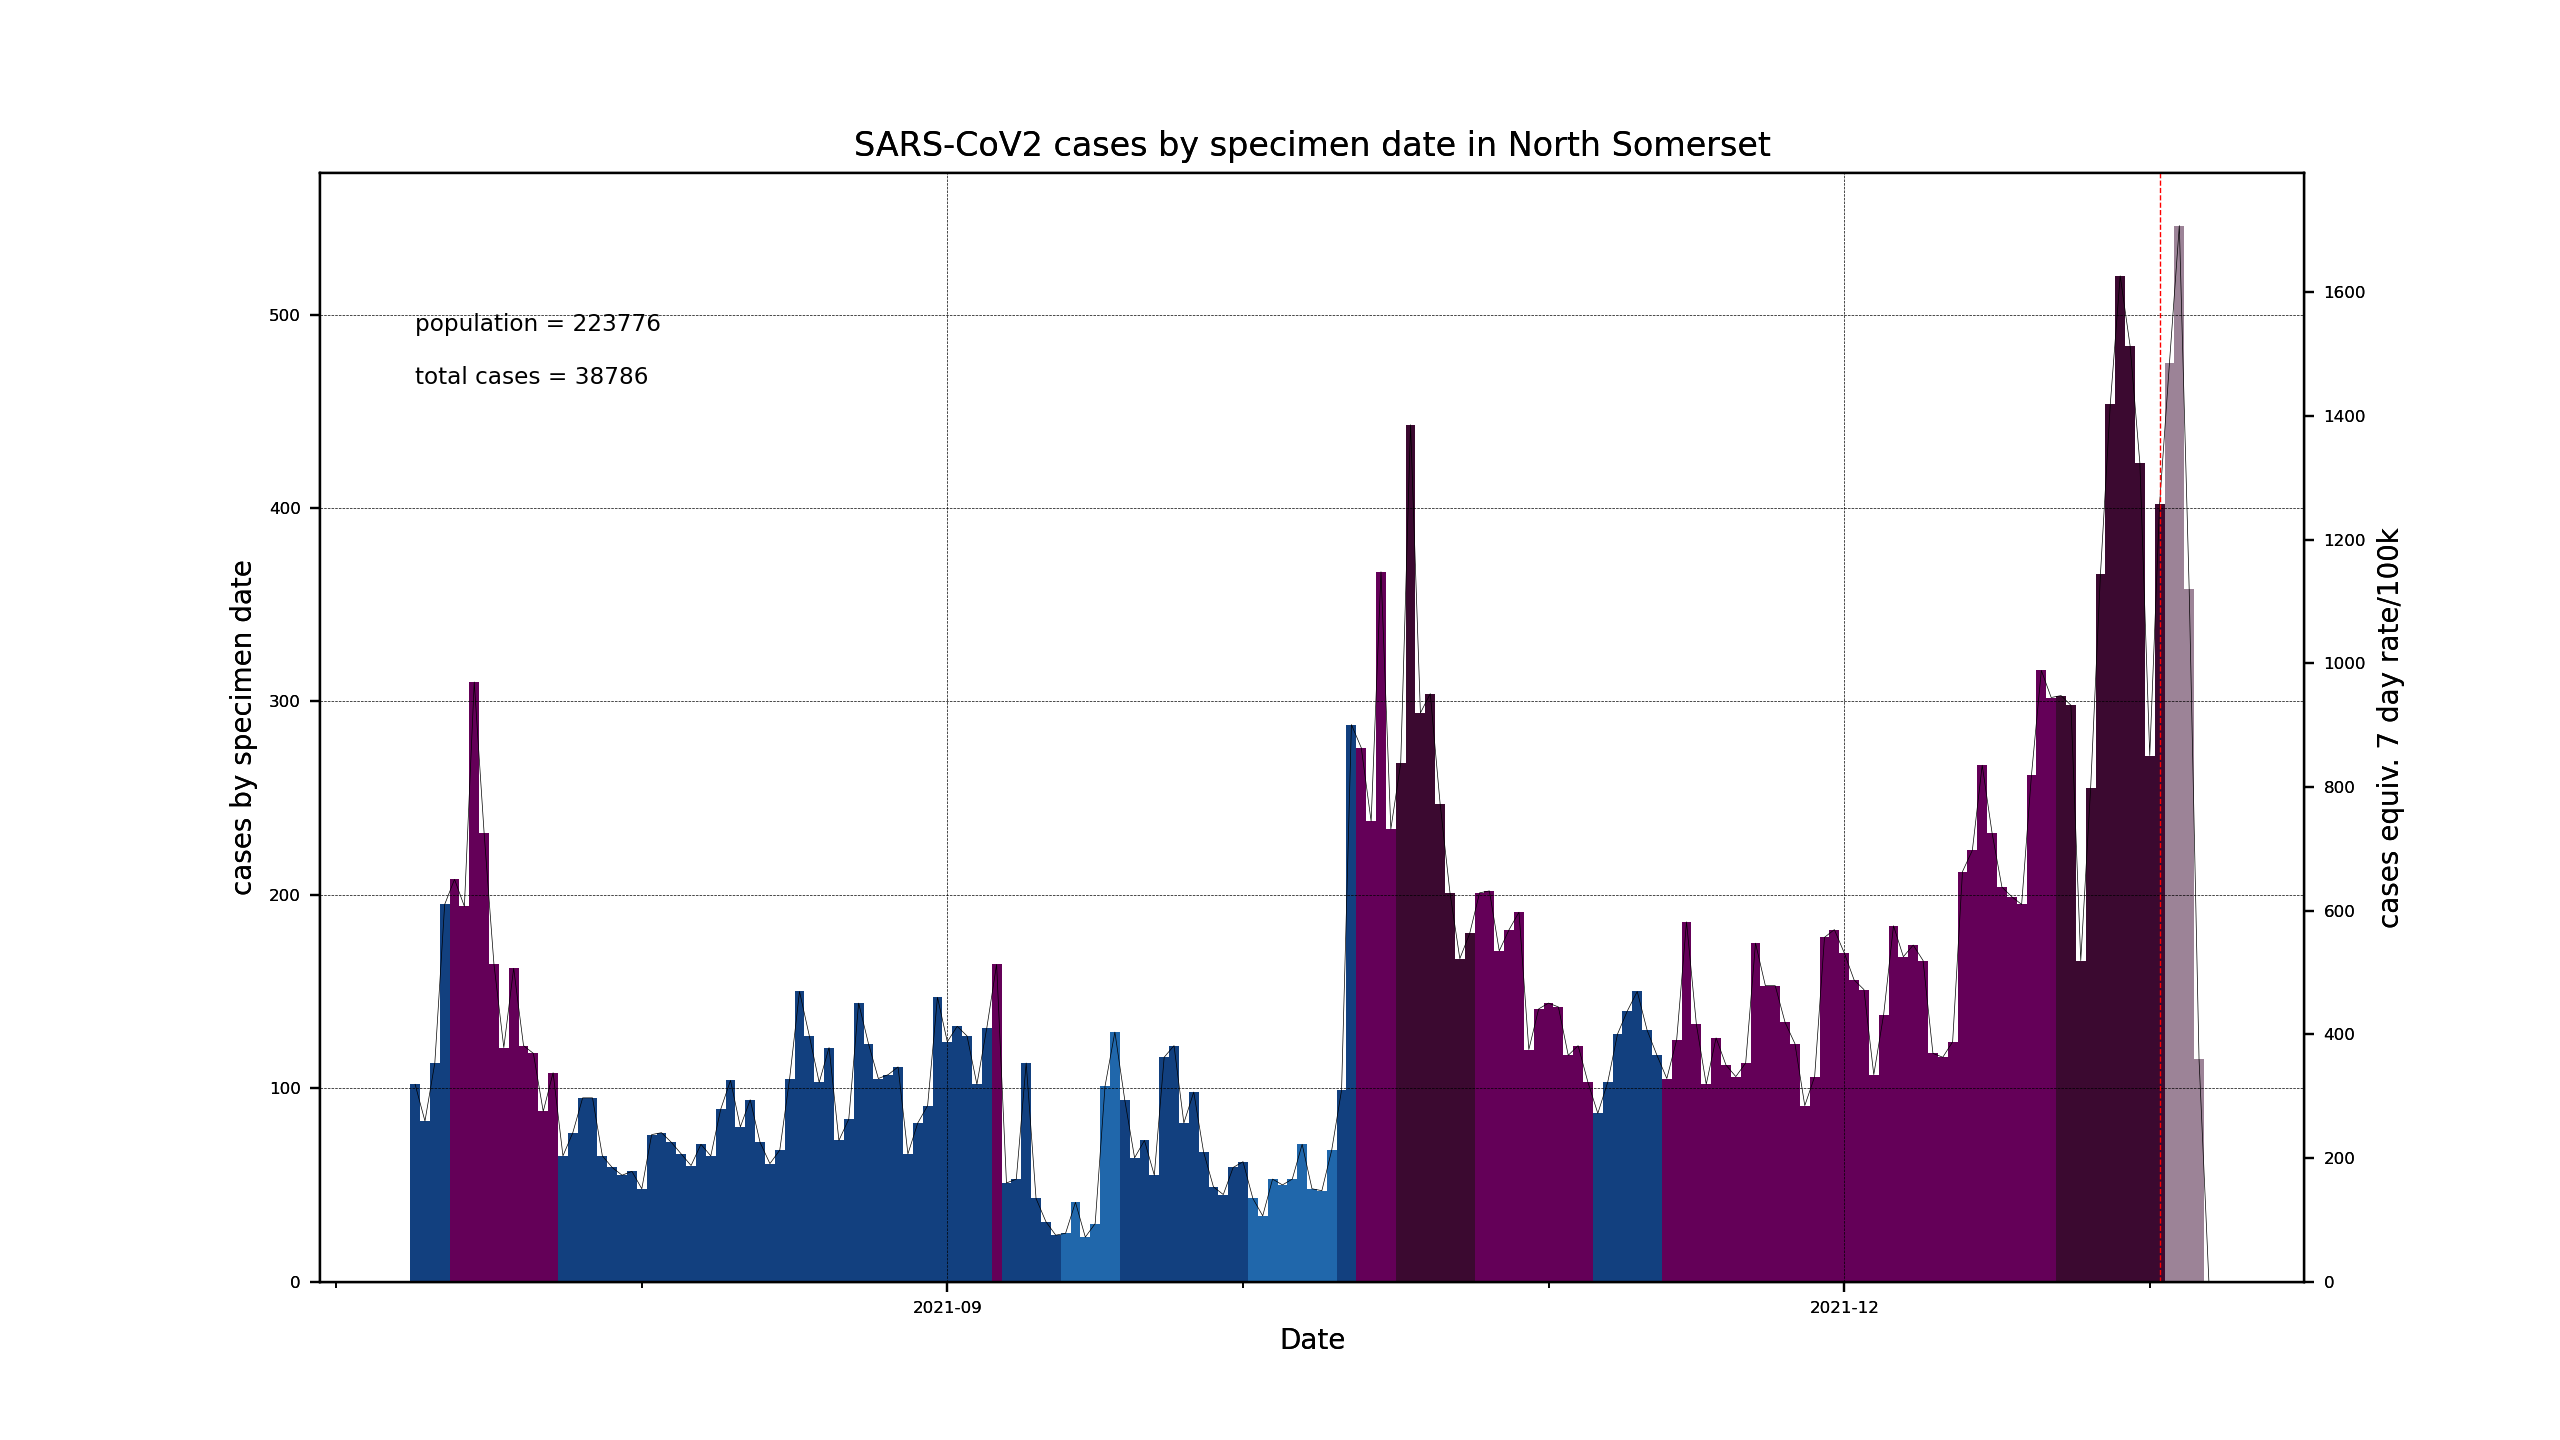 SARS-CoV2 cases by specimen date in North Somerset
population = 223776
total cases = 38786
cases by specimen date
500
400
300
200
100
0
1600
1400
1200
1000
800
600
400
200
0
cases equiv. 7 day rate/100k
2021-09
2021-12
Date